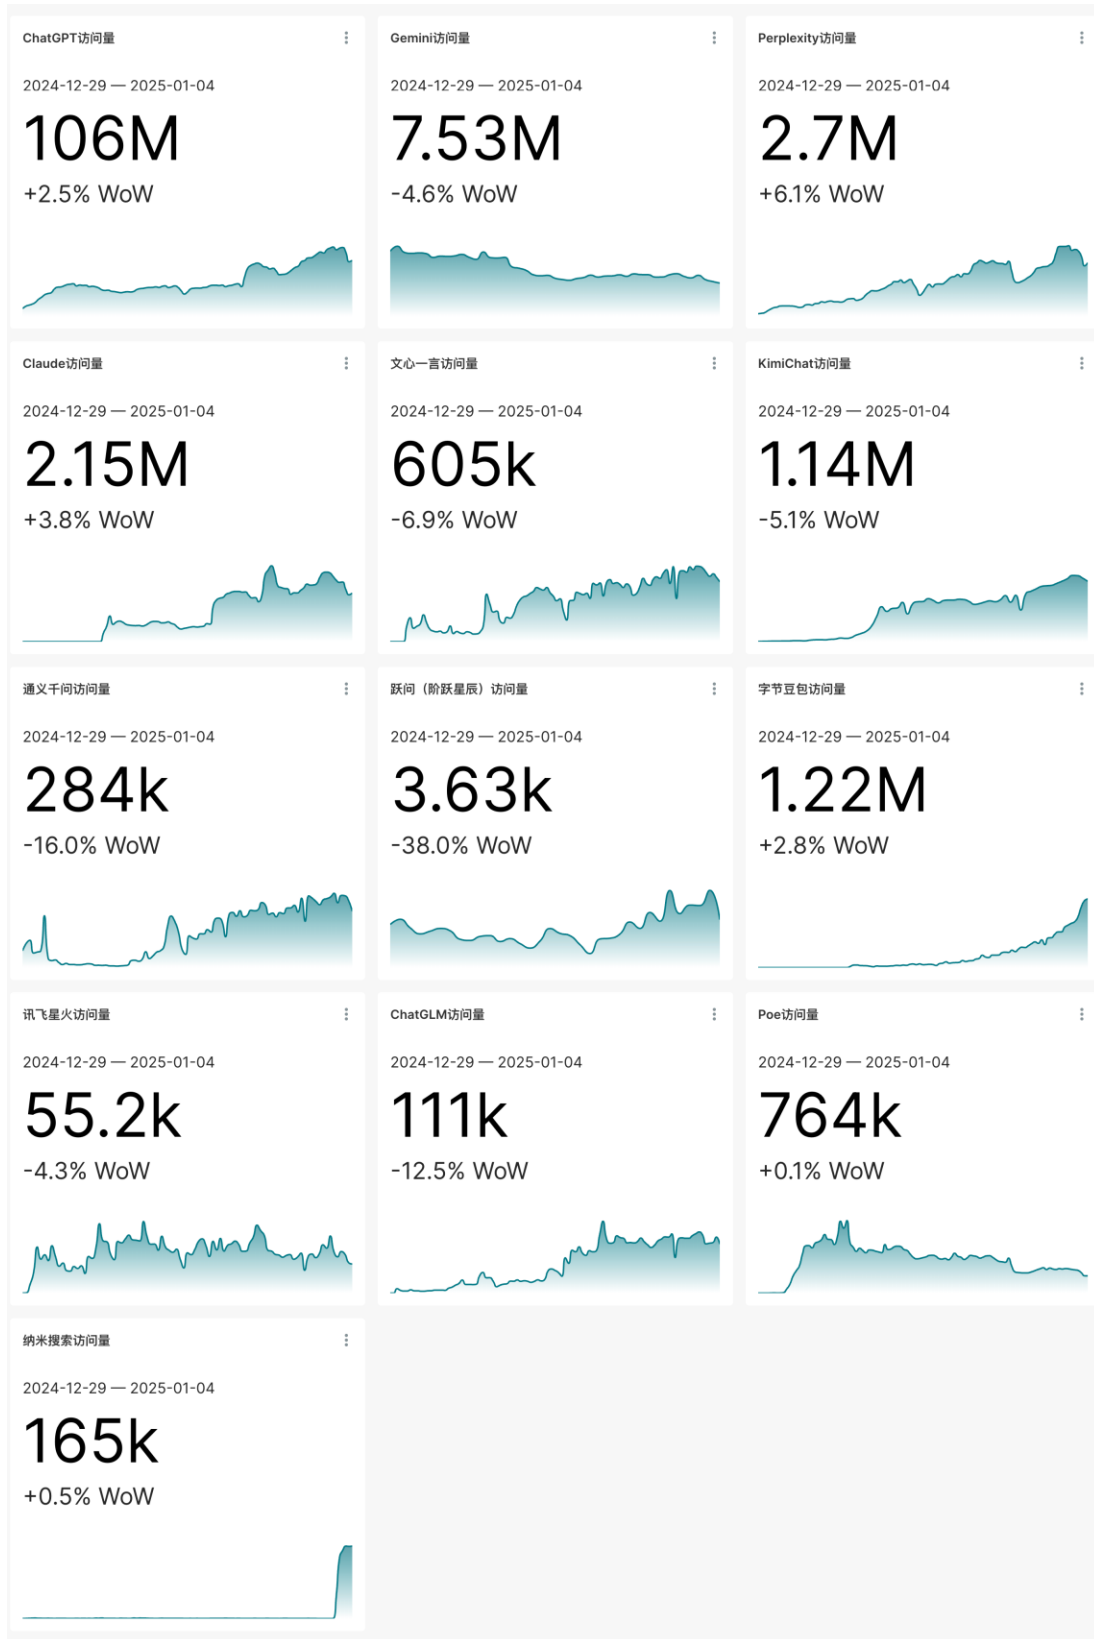 ChatGPT访问量
2024-12-29 — 2025-01-04
106M
+2.5% WoW
Gemini访问量
2024-12-29 — 2025-01-04
7.53M
-4.6% WoW
Perplexity访问量
2024-12-29 — 2025-01-04
2.7M
+6.1% WoW
Claude访问量
2024-12-29 — 2025-01-04
2.15M
+3.8% WoW
文心一言访问量
2024-12-29 — 2025-01-04
605k
-6.9% WoW
KimiChat访问量
2024-12-29 — 2025-01-04
1.14M
-5.1% WoW
通义千问访问量
2024-12-29 — 2025-01-04
284k
-16.0% WoW
跃问（阶跃星辰）访问量
2024-12-29 — 2025-01-04
3.63k
-38.0% WoW
字节豆包访问量
2024-12-29 — 2025-01-04
1.22M
+2.8% WoW
讯飞星火访问量
2024-12-29 — 2025-01-04
55.2k
-4.3% WoW
ChatGLM访问量
2024-12-29 — 2025-01-04
111k
-12.5% WoW
Poe访问量
2024-12-29 — 2025-01-04
764k
+0.1% WoW
纳米搜索访问量
2024-12-29 — 2025-01-04
165k
+0.5% WoW